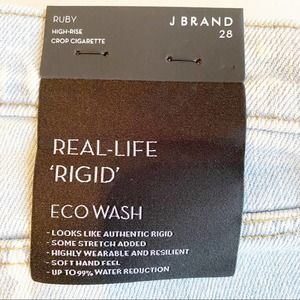 RUBY
HIGH-RISE
CROP CIGARETTE
J BRAND
28
REAL-LIFE
‘RIGID’
ECO WASH
- LOOKS LIKE AUTHENTIC RIGID
- SOME STRETCH ADDED
- HIGHLY WEARABLE AND RESILIENT
- SOFT HAND FEEL
- UP TO 99% WATER REDUCTION